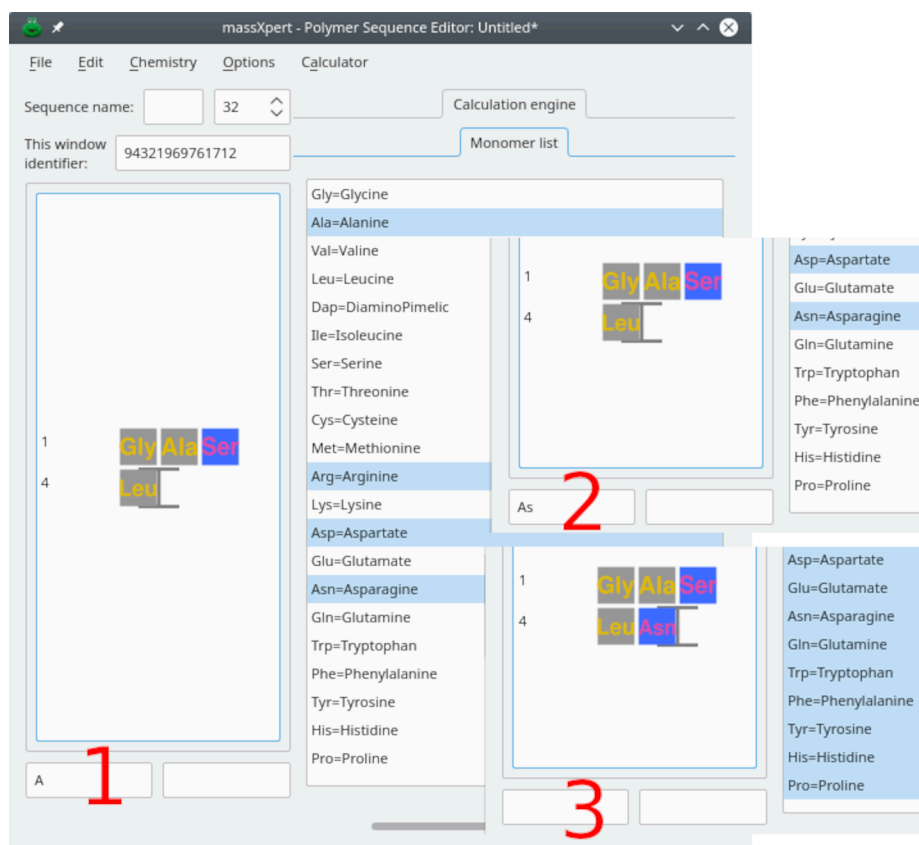 massXpert - Polymer Sequence Editor: Untitled*
File Edit Chemistry Options Calculator
Sequence name: 32
Calculation engine
This window identifier: 94321969761712
Monomer list
Gly=Glycine
Ala=Alanine
Val=Valine
Leu=Leucine
Dap=DiaminoPimelic
Ile=Isoleucine
Ser=Serine
Thr=Threonine
Cys=Cysteine
Met=Methionine
Arg=Arginine
Lys=Lysine
Asp=Aspartate
Glu=Glutamate
Asn=Asparagine
Gln=Glutamine
Trp=Tryptophan
Phe=Phenylalanine
Tyr=Tyrosine
His=Histidine
Pro=Proline
1 Gly Ala Ser
4 Leu
A
1
1 Gly Ala Ser
4 Leu
As
2
Asp=Aspartate
Glu=Glutamate
Asn=Asparagine
Gln=Glutamine
Trp=Tryptophan
Phe=Phenylalanine
Tyr=Tyrosine
His=Histidine
Pro=Proline
1 Gly Ala Ser
4 Leu Asn
3
Asp=Aspartate
Glu=Glutamate
Asn=Asparagine
Gln=Glutamine
Trp=Tryptophan
Phe=Phenylalanine
Tyr=Tyrosine
His=Histidine
Pro=Proline